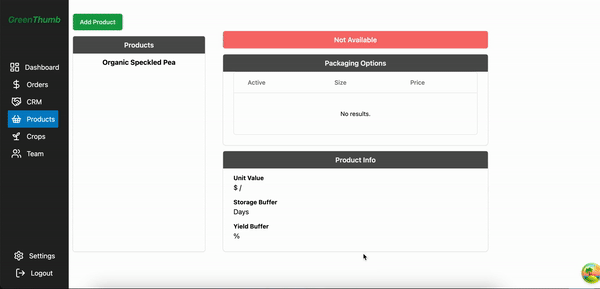 GreenThumb
Dashboard
Orders
CRM
Products
Crops
Team
Settings
Logout
Add Product
Products
Organic Speckled Pea
Not Available
Packaging Options
Active Size Price
No results.
Product Info
Unit Value
$ /
Storage Buffer
Days
Yield Buffer
%